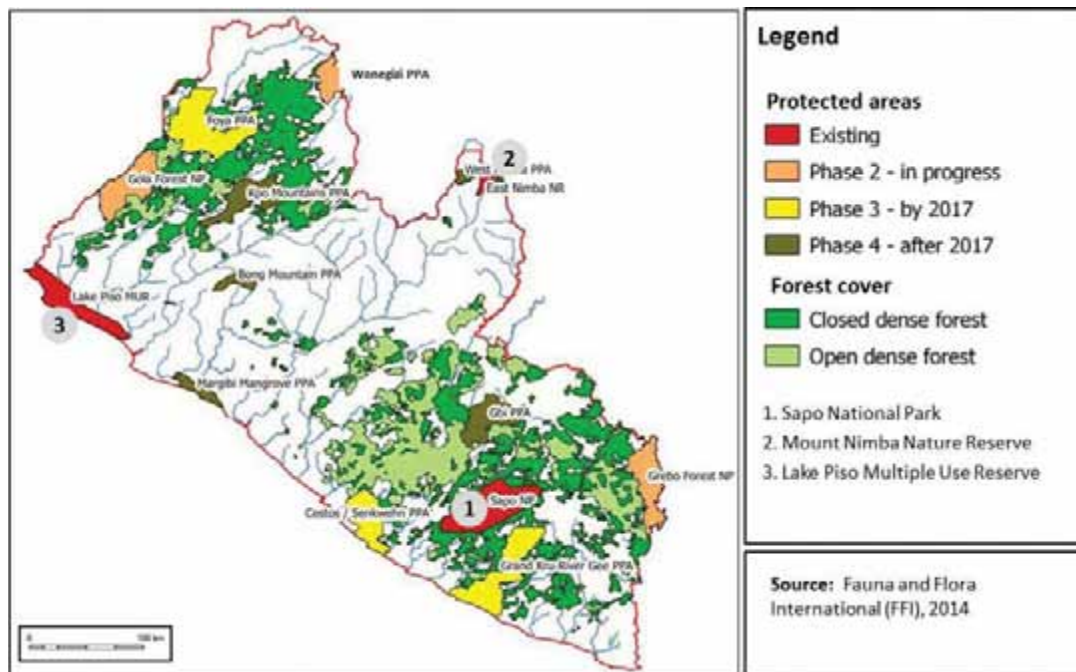 Wonegizi PPA
Foya PPA
2
West Nimba PPA
East Nimba NR
Gola Forest NP
Kpo Mountains PPA
Bong Mountain PPA
Lake Piso MUR
3
Margibi Mangrove PPA
Gbi PPA
Grebo Forest NP
Sapo NP
1
Cestos / Senkwehn PPA
Grand Kru-River Gee PPA
0
100 km
Legend
Protected areas
Existing
Phase 2 - in progress
Phase 3 - by 2017
Phase 4 - after 2017
Forest cover
Closed dense forest
Open dense forest
1. Sapo National Park
2. Mount Nimba Nature Reserve
3. Lake Piso Multiple Use Reserve
Source: Fauna and Flora
International (FFI), 2014